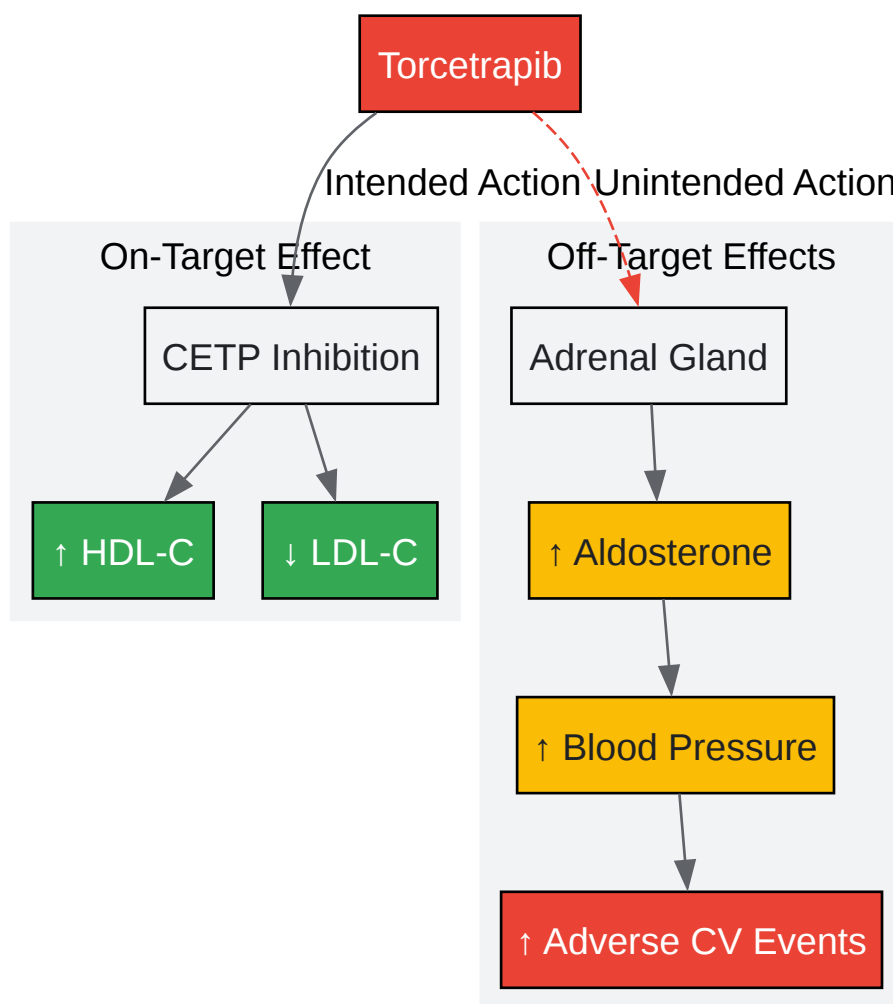 Torcetrapib
Intended Action
Unintended Action
On-Target Effect
Off-Target Effects
CETP Inhibition
Adrenal Gland
↑ HDL-C
↓ LDL-C
↑ Aldosterone
↑ Blood Pressure
↑ Adverse CV Events